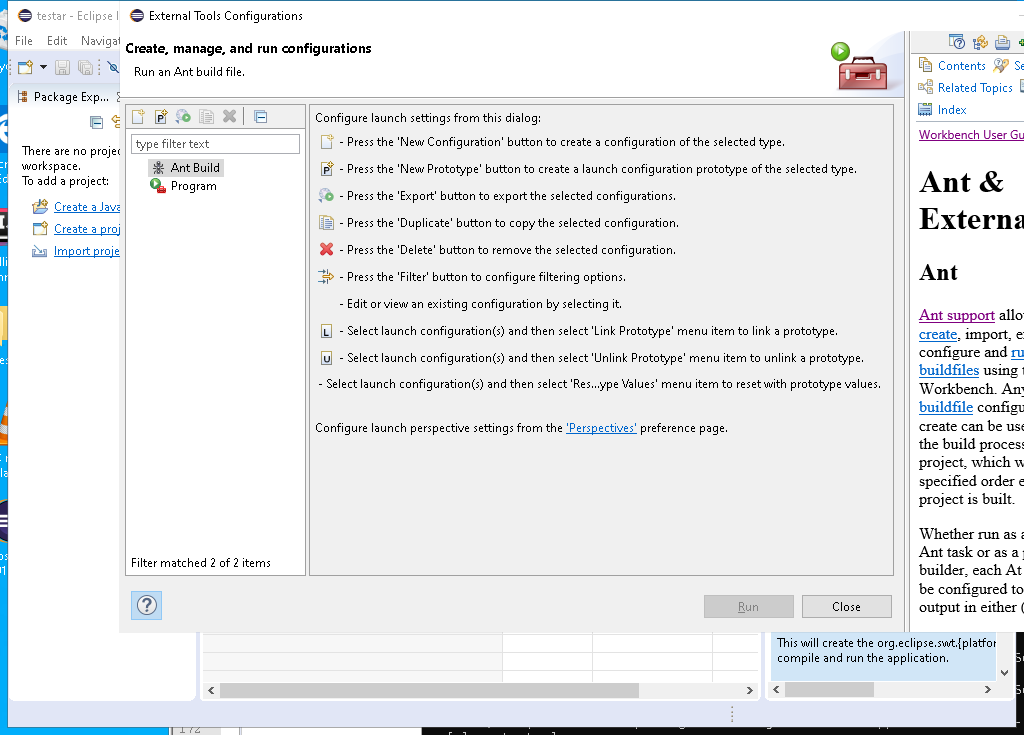 testar - Eclipse
External Tools Configurations
File Edit Navigat
Create, manage, and run configurations
Run an Ant build file.
Package Exp...
There are no projec
workspace.
To add a project:
Create a Java
Create a proj
Import proje
type filter text
Ant Build
Program
Filter matched 2 of 2 items
Configure launch settings from this dialog:
- Press the 'New Configuration' button to create a configuration of the selected type.
- Press the 'New Prototype' button to create a launch configuration prototype of the selected type.
- Press the 'Export' button to export the selected configurations.
- Press the 'Duplicate' button to copy the selected configuration.
- Press the 'Delete' button to remove the selected configuration.
- Press the 'Filter' button to configure filtering options.
- Edit or view an existing configuration by selecting it.
L - Select launch configuration(s) and then select 'Link Prototype' menu item to link a prototype.
U - Select launch configuration(s) and then select 'Unlink Prototype' menu item to unlink a prototype.
- Select launch configuration(s) and then select 'Res...ype Values' menu item to reset with prototype values.
Configure launch perspective settings from the 'Perspectives' preference page.
Run
Close
Contents Se
Related Topics
Index
Workbench User Gu
Ant &
Externa
Ant
Ant support allo
create, import, e
configure and ru
buildfiles using t
Workbench. Any
buildfile configu
create can be use
the build process
project, which w
specified order e
project is built.
Whether run as a
Ant task or as a p
builder, each At
be configured to
output in either (
This will create the org.eclipse.swt.{platfor
compile and run the application.
172